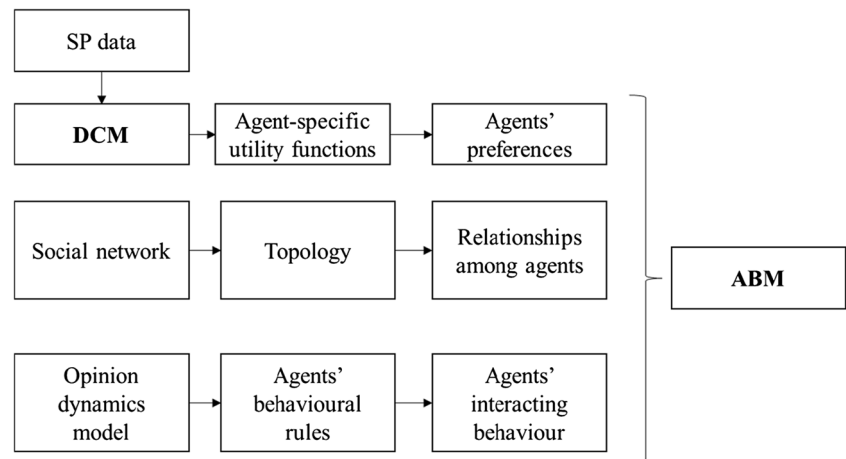 SP data
DCM
Agent-specific
utility functions
Agents’
preferences
Social network
Topology
Relationships
among agents
ABM
Opinion
dynamics
model
Agents’
behavioural
rules
Agents’
interacting
behaviour